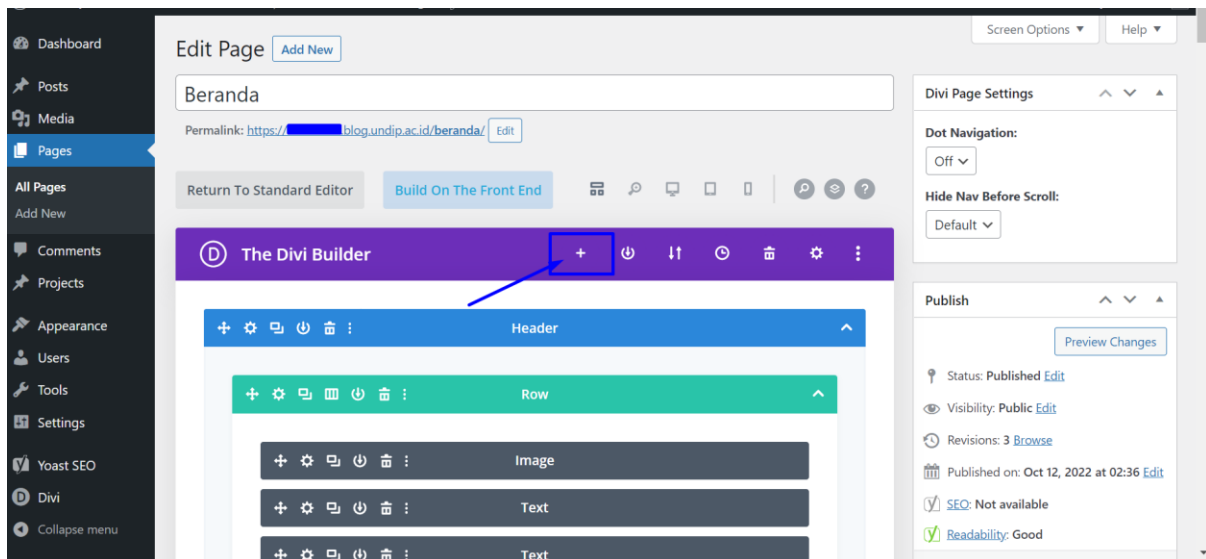 Screen Options ▼
Help ▼
Dashboard
Posts
Media
Pages
All Pages
Add New
Comments
Projects
Appearance
Users
Tools
Settings
Yoast SEO
Divi
Collapse menu
Edit Page
Add New
Beranda
Permalink: https:// blog.undip.ac.id/beranda/ Edit
Return To Standard Editor
Build On The Front End
The Divi Builder
Header
Row
Image
Text
Text
Divi Page Settings
Dot Navigation:
Off
Hide Nav Before Scroll:
Default
Publish
Preview Changes
Status: Published Edit
Visibility: Public Edit
Revisions: 3 Browse
Published on: Oct 12, 2022 at 02:36 Edit
SEO: Not available
Readability: Good